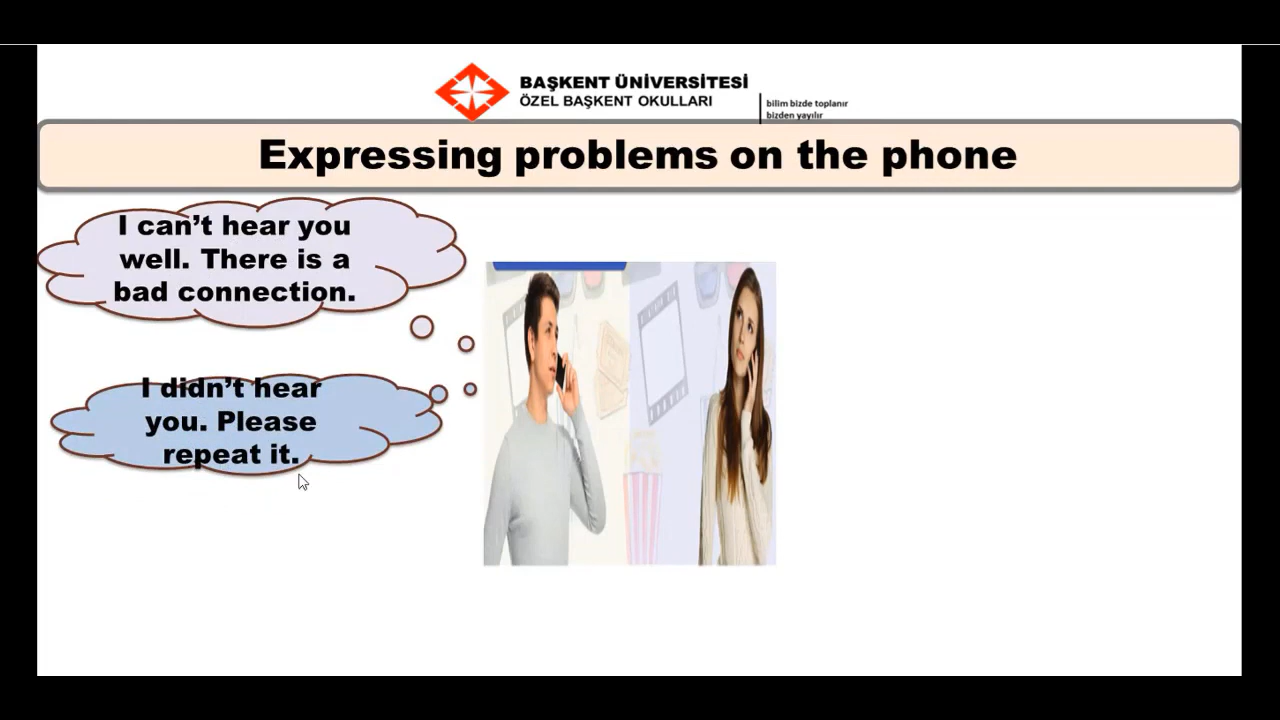 BAŞKENT ÜNİVERSİTESİ
ÖZEL BAŞKENT OKULLARI
bilim bizde toplanır
bizden yayılır
Expressing problems on the phone
I can't hear you
well. There is a
bad connection.
I didn't hear
you. Please
repeat it.